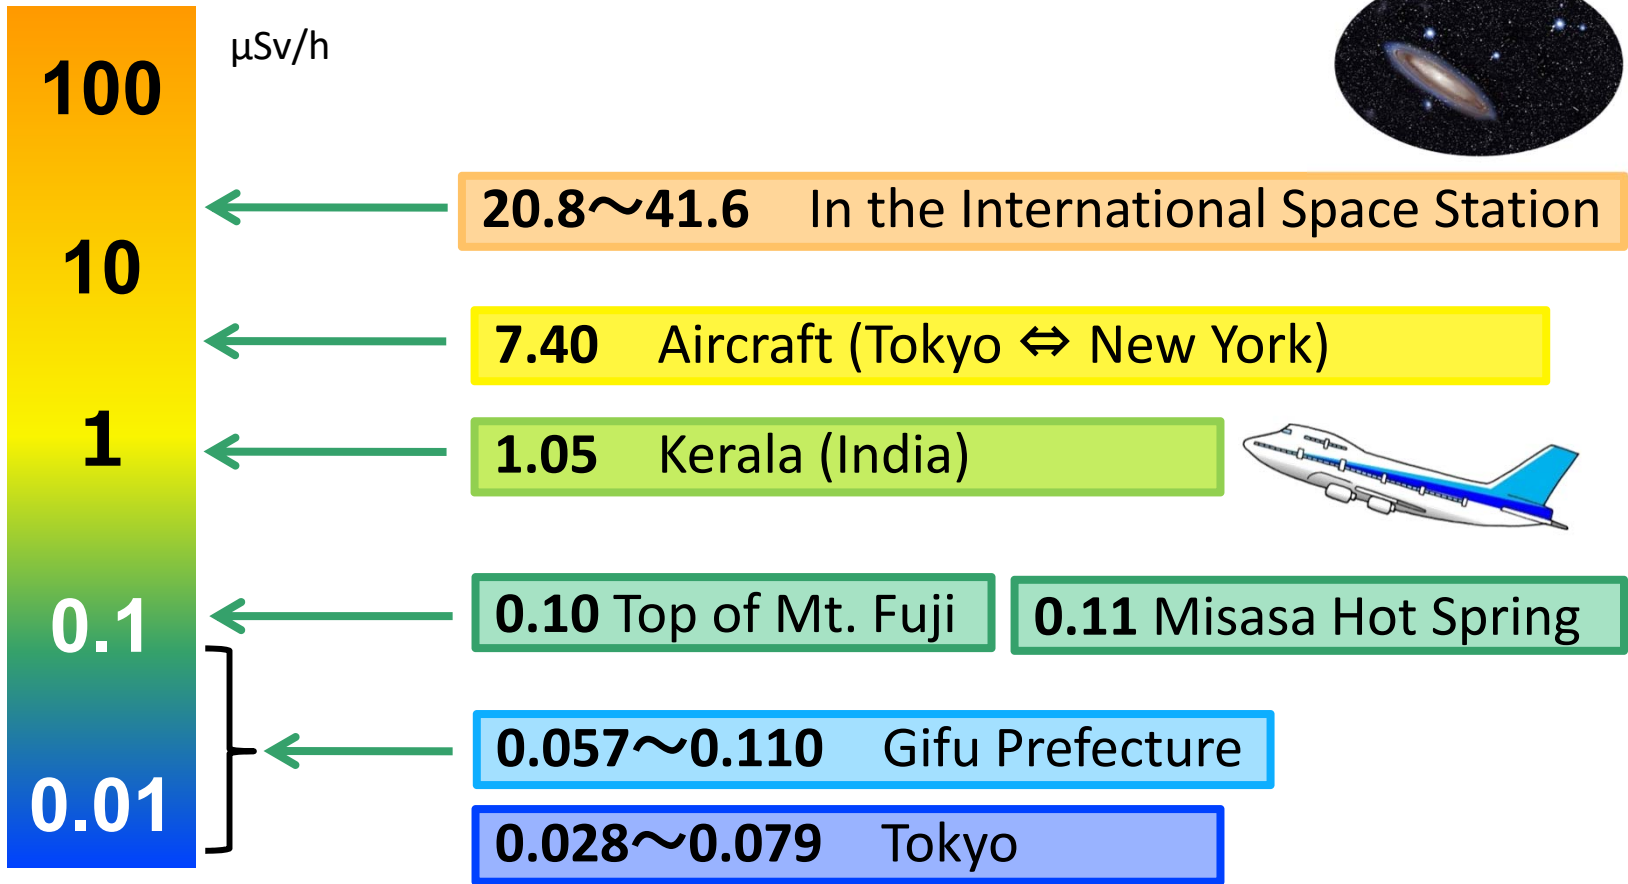 μSv/h
100
20.8～41.6 In the International Space Station
10
7.40 Aircraft (Tokyo ⇔ New York)
1
1.05 Kerala (India)
0.1
0.10 Top of Mt. Fuji
0.11 Misasa Hot Spring
0.057～0.110 Gifu Prefecture
0.01
0.028～0.079 Tokyo